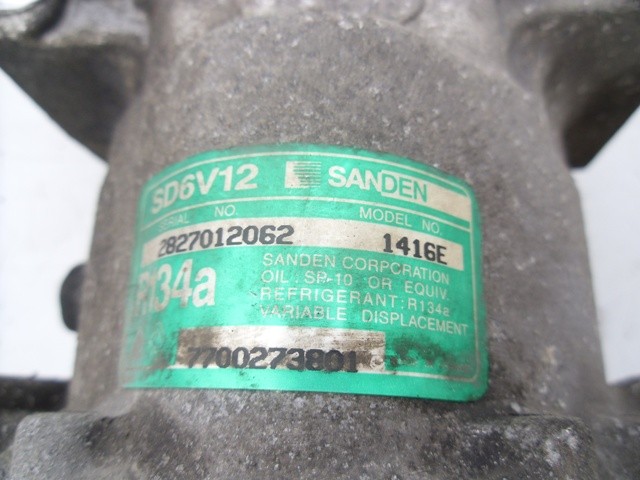 SD6V12 SANDEN
SERIAL NO. MODEL NO.
2827012062 1416E
R134a
SANDEN CORPORATION
OIL : SP-10 OR EQUIV.
REFRIGERANT : R134a
VARIABLE DISPLACEMENT
7700273801